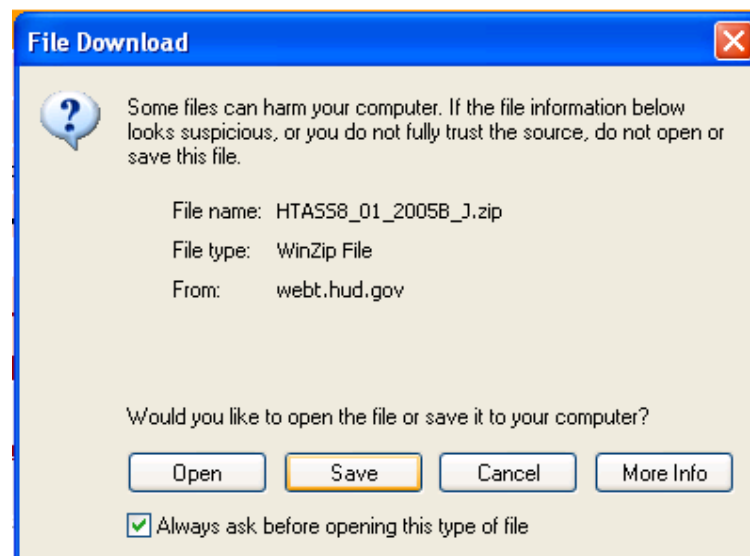 File Download
Some files can harm your computer. If the file information below
looks suspicious, or you do not fully trust the source, do not open or
save this file.
File name: HTASS8_01_2005B_J.zip
File type: WinZip File
From: webt.hud.gov
Would you like to open the file or save it to your computer?
Open Save Cancel More Info
Always ask before opening this type of file